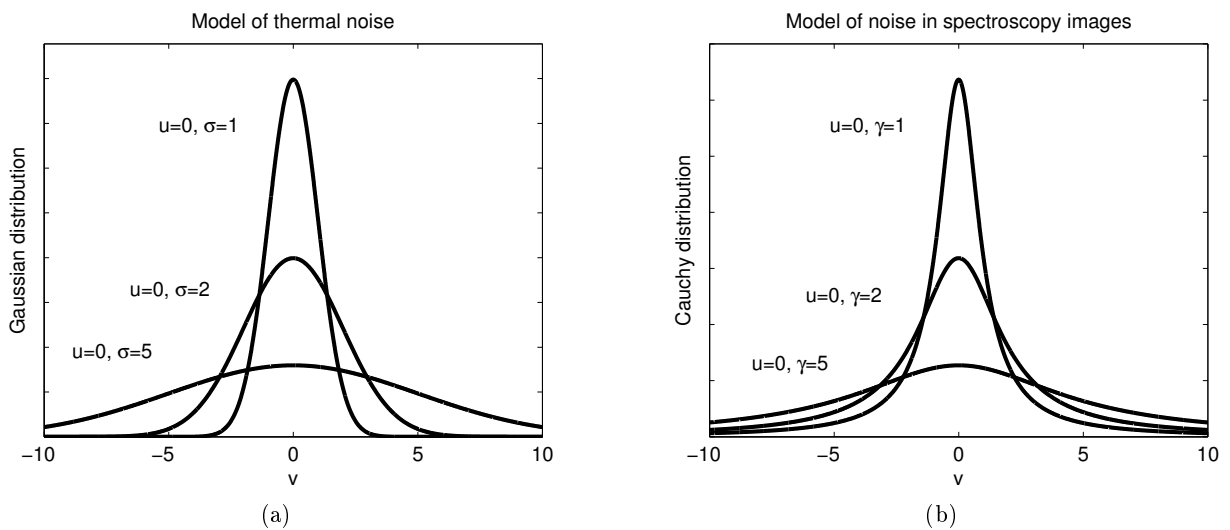 Model of thermal noise
Gaussian distribution
u=0, σ=1
u=0, σ=2
u=0, σ=5
−10 −5 0 5 10
v
(a)
Model of noise in spectroscopy images
Cauchy distribution
u=0, γ=1
u=0, γ=2
u=0, γ=5
−10 −5 0 5 10
v
(b)